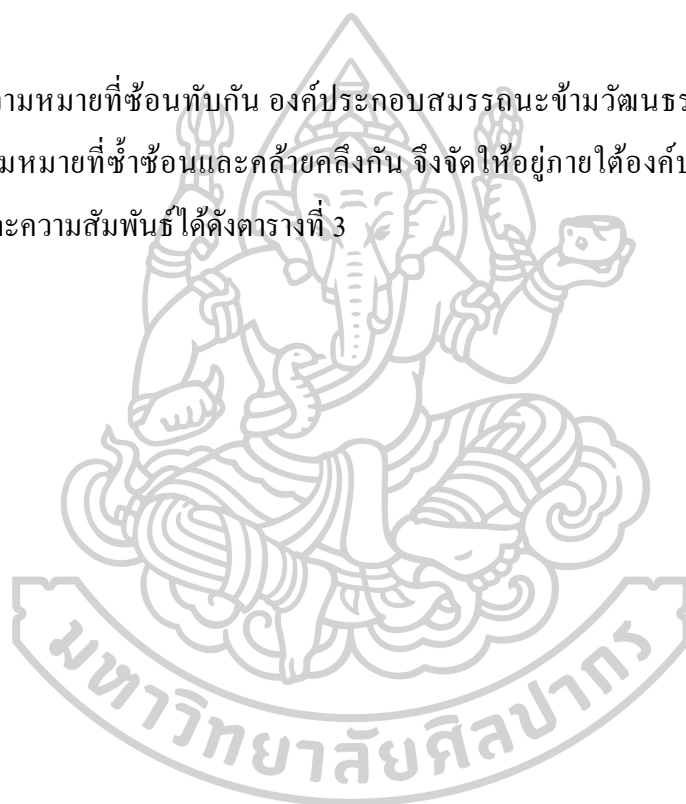 ามหมายที่ซ้อนทับกัน องค์ประกอบสมรรถนะข้ามวัฒนธร
มหมายที่ซ้ำซ้อนและคล้ายคลึงกัน จึงจัดให้อยู่ภายใต้องค์ป
ะความสัมพันธ์ได้ดังตารางที่ 3
มหาวิทยาลัยศิลปากร